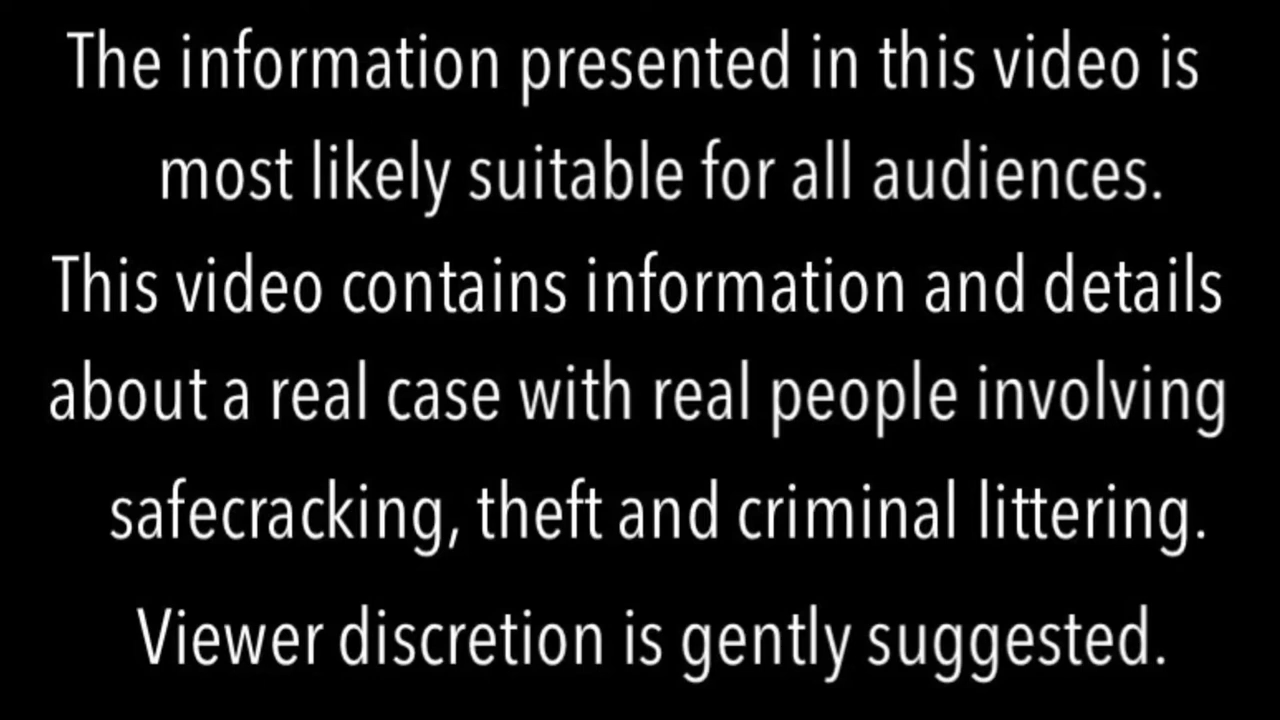 The information presented in this video is
most likely suitable for all audiences.
This video contains information and details
about a real case with real people involving
safecracking, theft and criminal littering.
Viewer discretion is gently suggested.